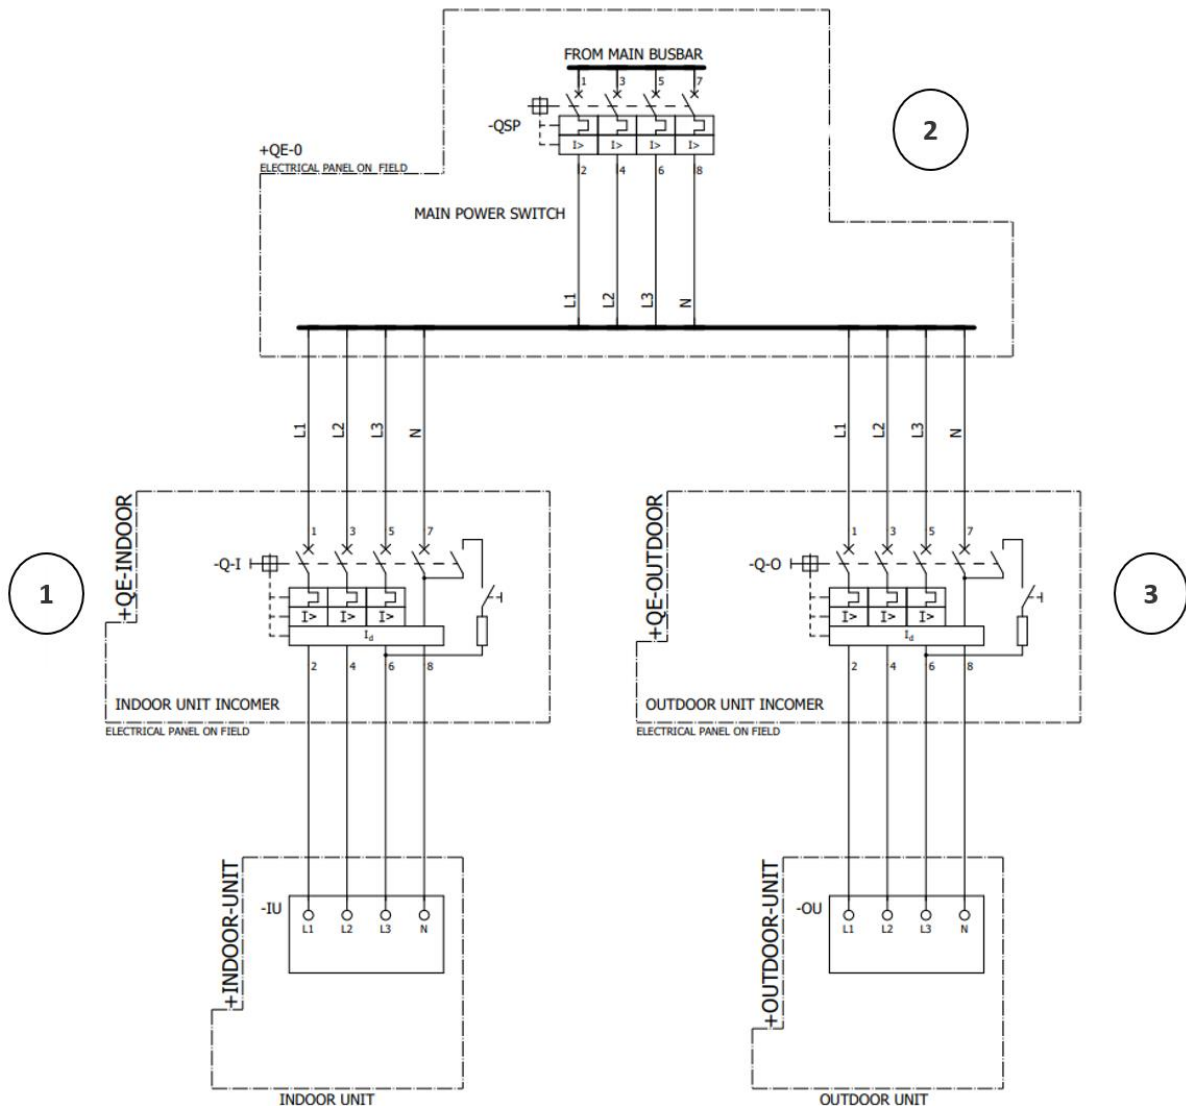 FROM MAIN BUSBAR
1 3 5 7
-QSP
I> I> I> I>
2 4 6 8
2
+QE-0
ELECTRICAL PANEL ON FIELD
MAIN POWER SWITCH
L1 L2 L3 N
L1 L2 L3 N
L1 L2 L3 N
1
+QE-INDOOR
1 3 5 7
-Q-I
I> I> I>
Id
2 4 6 8
INDOOR UNIT INCOMER
ELECTRICAL PANEL ON FIELD
+QE-OUTDOOR
1 3 5 7
-Q-O
I> I> I>
Id
2 4 6 8
OUTDOOR UNIT INCOMER
ELECTRICAL PANEL ON FIELD
3
+INDOOR-UNIT
-IU
L1 L2 L3 N
INDOOR UNIT
+OUTDOOR-UNIT
-OU
L1 L2 L3 N
OUTDOOR UNIT